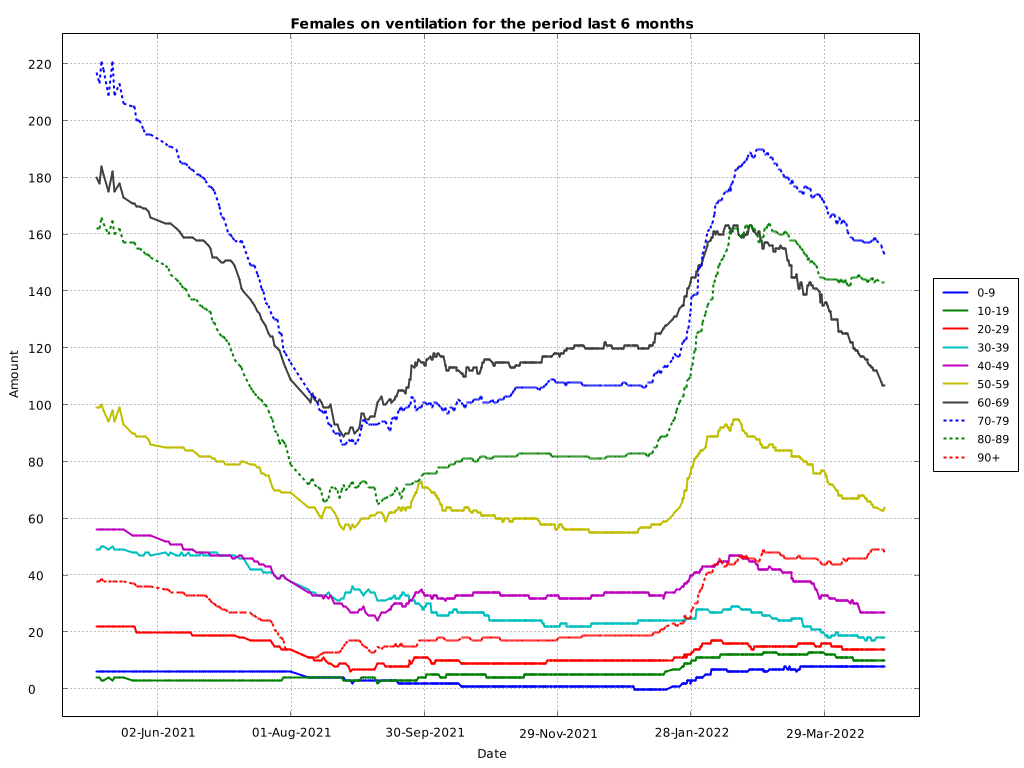 Females on ventilation for the period last 6 months
220
200
180
160
140
120
100
80
60
40
20
0
Amount
02-Jun-2021
01-Aug-2021
30-Sep-2021
29-Nov-2021
28-Jan-2022
29-Mar-2022
Date
0-9
10-19
20-29
30-39
40-49
50-59
60-69
70-79
80-89
90+